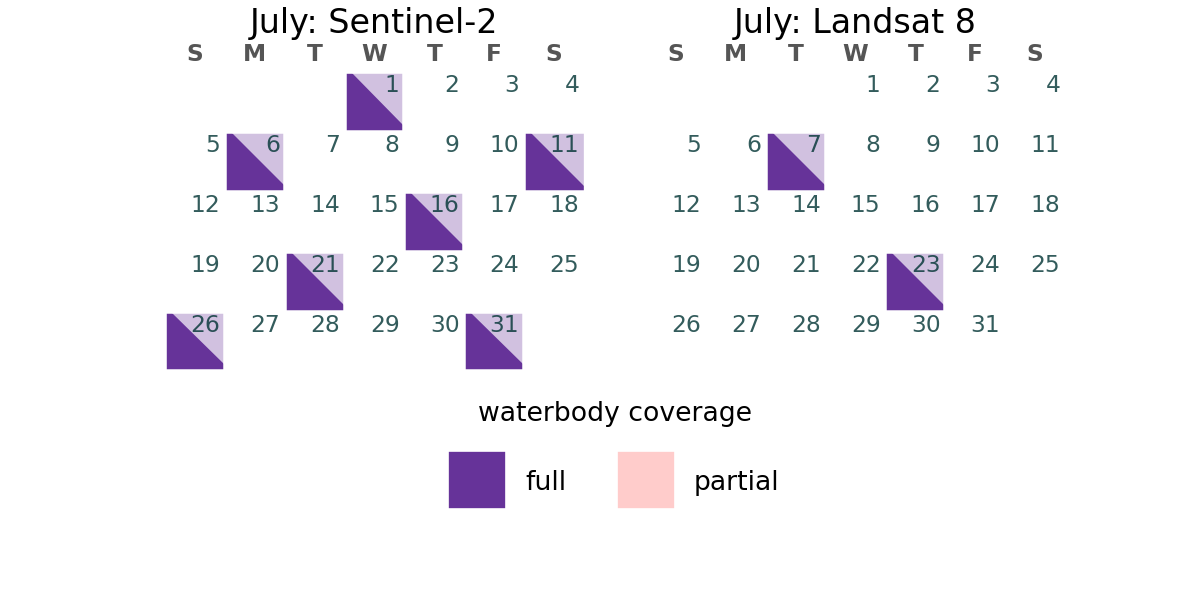 July: Sentinel-2
S M T W T F S
1 2 3 4
5 6 7 8 9 10 11
12 13 14 15 16 17 18
19 20 21 22 23 24 25
26 27 28 29 30 31
July: Landsat 8
S M T W T F S
1 2 3 4
5 6 7 8 9 10 11
12 13 14 15 16 17 18
19 20 21 22 23 24 25
26 27 28 29 30 31
waterbody coverage
full partial